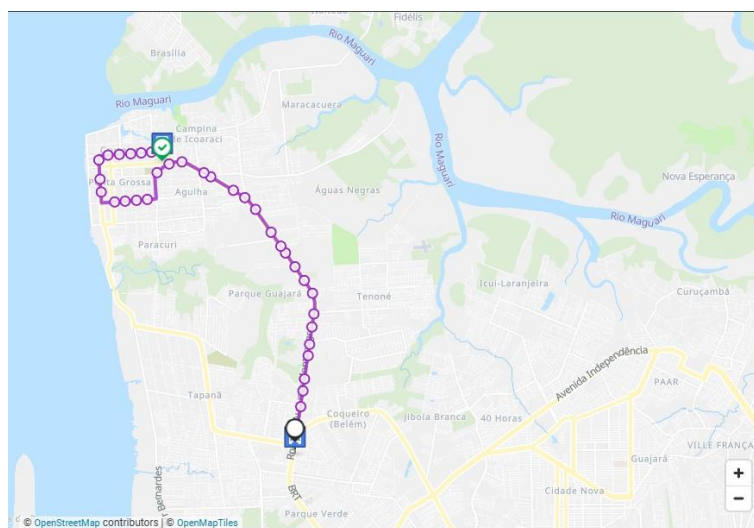 Fidélis
Rio Maguari
Brasília
Rio Maguari
Maracacuera
Campina
de Icoaraci
Rio Maguari
Ponta Grossa
Agulha
Águas Negras
Nova Esperança
Rio Maguari
Paracuri
Icui-Laranjeira
Curuçambá
Parque Guajará
Tenoné
Avenida Independência
PAAR
Tapanã
Coqueiro
(Belém)
Jibóia Branca
40 Horas
VILLE FRANÇA
Guajará
BRT
Cidade Nova
Parque Verde
r Bernardes
+
−
© OpenStreetMap contributors | © OpenMapTiles